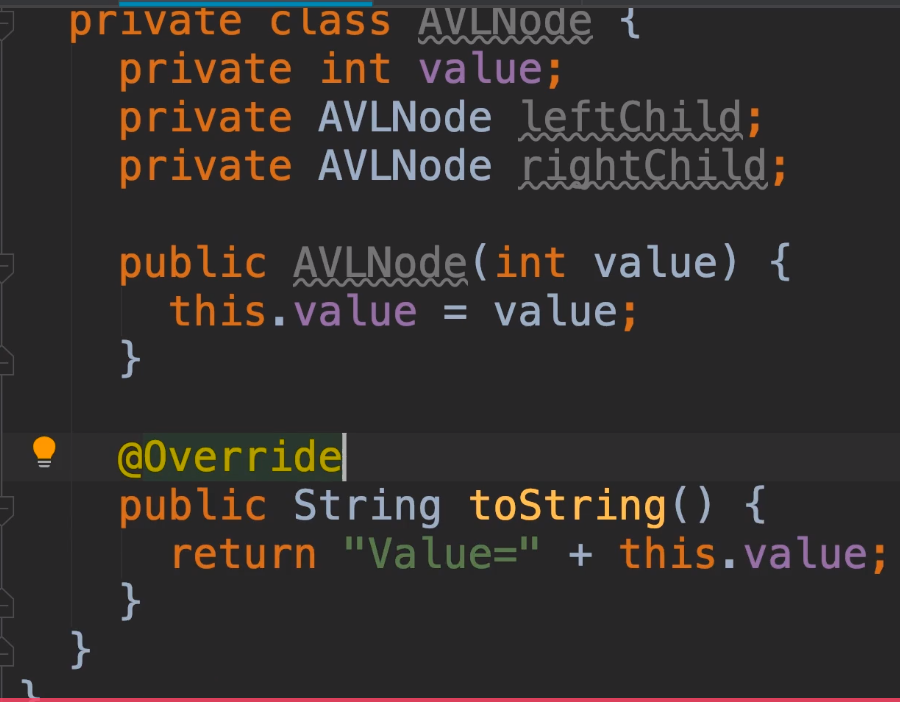 private class AVLNode {
private int value;
private AVLNode leftChild;
private AVLNode rightChild;
public AVLNode(int value) {
this.value = value;
}
@Override
public String toString() {
return "Value=" + this.value;
}
}
}